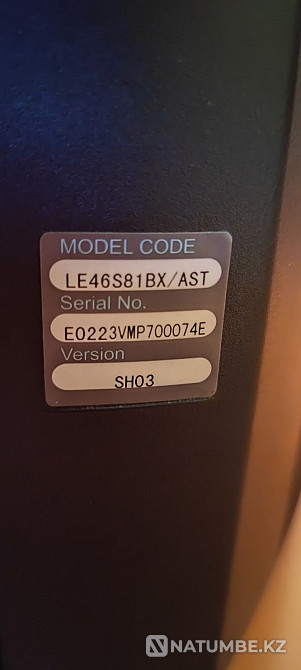 MODEL CODE
LE46S81BX/AST
Serial No.
E0223VMP700074E
Version
SH03
NATUMBE.KZ